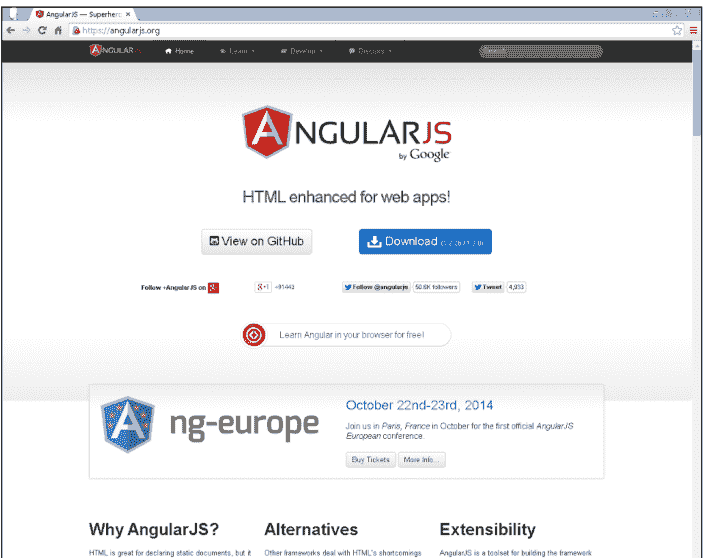 AngularJS — Superhero ×
https://angularjs.org
ANGULARJS Home Learn Develop Discuss Search
ANGULARJS
by Google
HTML enhanced for web apps!
View on GitHub Download
Follow +AngularJS on +1 Follow @angularjs followers Tweet
Learn Angular in your browser for free!
ng-europe
October 22nd-23rd, 2014
Join us in Paris, France in October for the first official AngularJS
European conference.
Buy Tickets More Info...
Why AngularJS? Alternatives Extensibility
HTML is great for declaring static documents, but it Other frameworks deal with HTML's shortcomings AngularJS is a toolset for building the framework